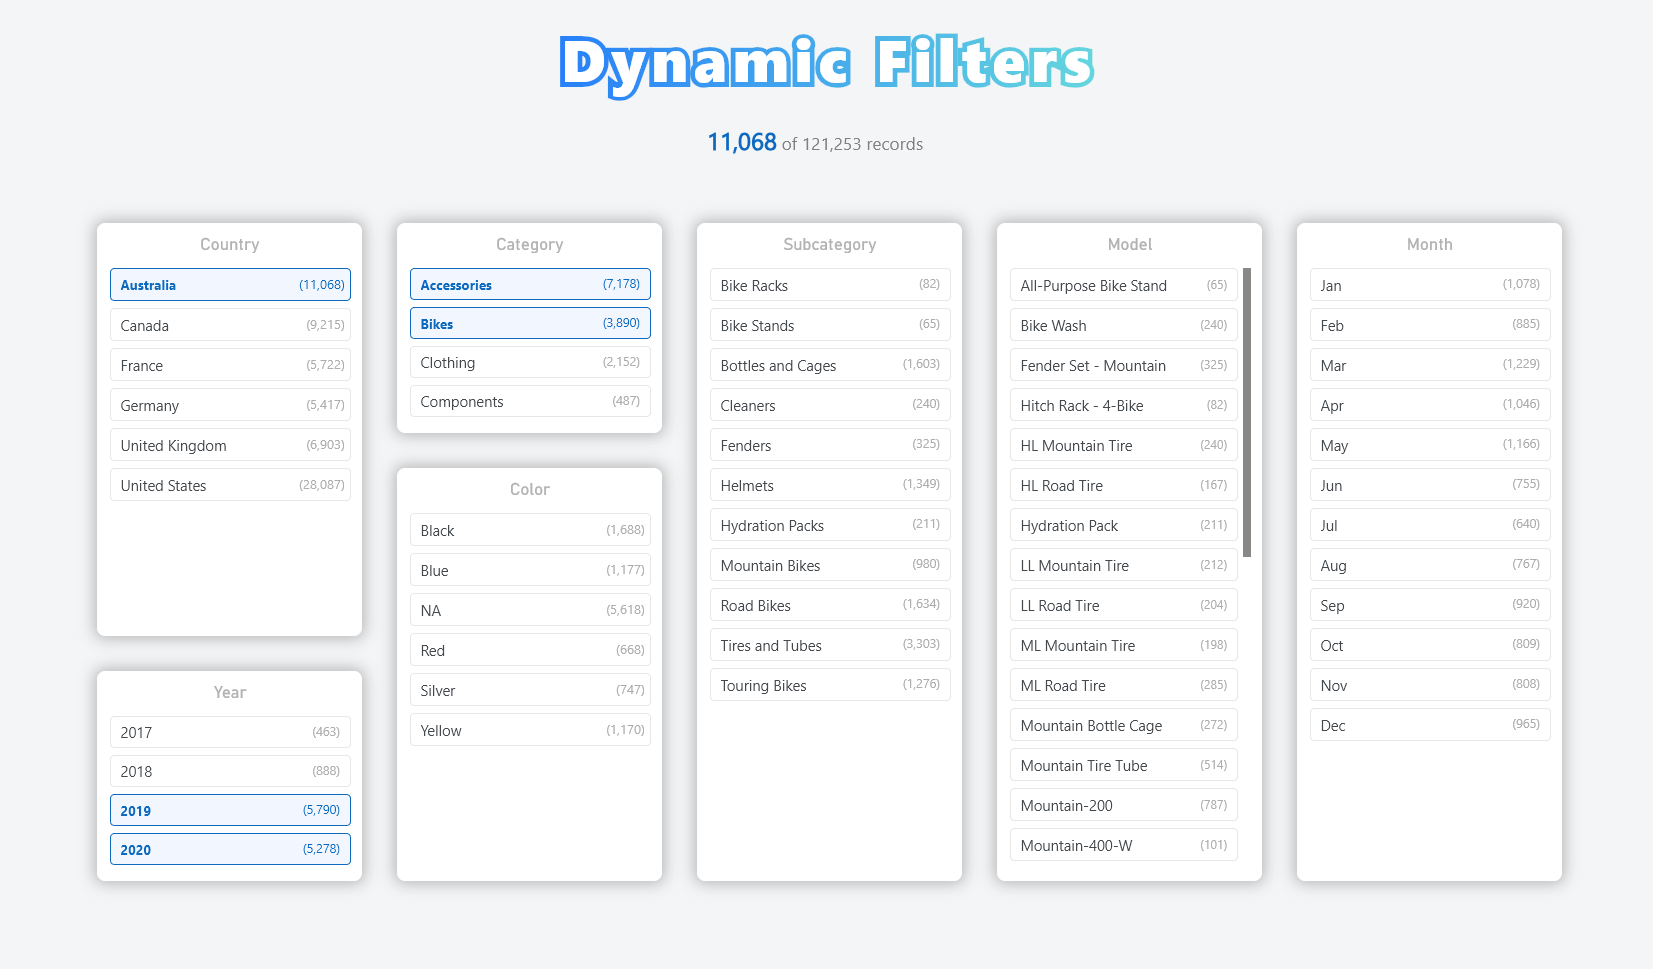 Dynamic Filters
11,068 of 121,253 records
Country
Australia (11,068)
Canada (9,215)
France (5,722)
Germany (5,417)
United Kingdom (6,903)
United States (28,087)
Year
2017 (463)
2018 (888)
2019 (5,790)
2020 (5,278)
Category
Accessories (7,178)
Bikes (3,890)
Clothing (2,152)
Components (487)
Color
Black (1,688)
Blue (1,177)
NA (5,618)
Red (668)
Silver (747)
Yellow (1,170)
Subcategory
Bike Racks (82)
Bike Stands (65)
Bottles and Cages (1,603)
Cleaners (240)
Fenders (325)
Helmets (1,349)
Hydration Packs (211)
Mountain Bikes (980)
Road Bikes (1,634)
Tires and Tubes (3,303)
Touring Bikes (1,276)
Model
All-Purpose Bike Stand (65)
Bike Wash (240)
Fender Set - Mountain (325)
Hitch Rack - 4-Bike (82)
HL Mountain Tire (240)
HL Road Tire (167)
Hydration Pack (211)
LL Mountain Tire (212)
LL Road Tire (204)
ML Mountain Tire (198)
ML Road Tire (285)
Mountain Bottle Cage (272)
Mountain Tire Tube (514)
Mountain-200 (787)
Mountain-400-W (101)
Month
Jan (1,078)
Feb (885)
Mar (1,229)
Apr (1,046)
May (1,166)
Jun (755)
Jul (640)
Aug (767)
Sep (920)
Oct (809)
Nov (808)
Dec (965)